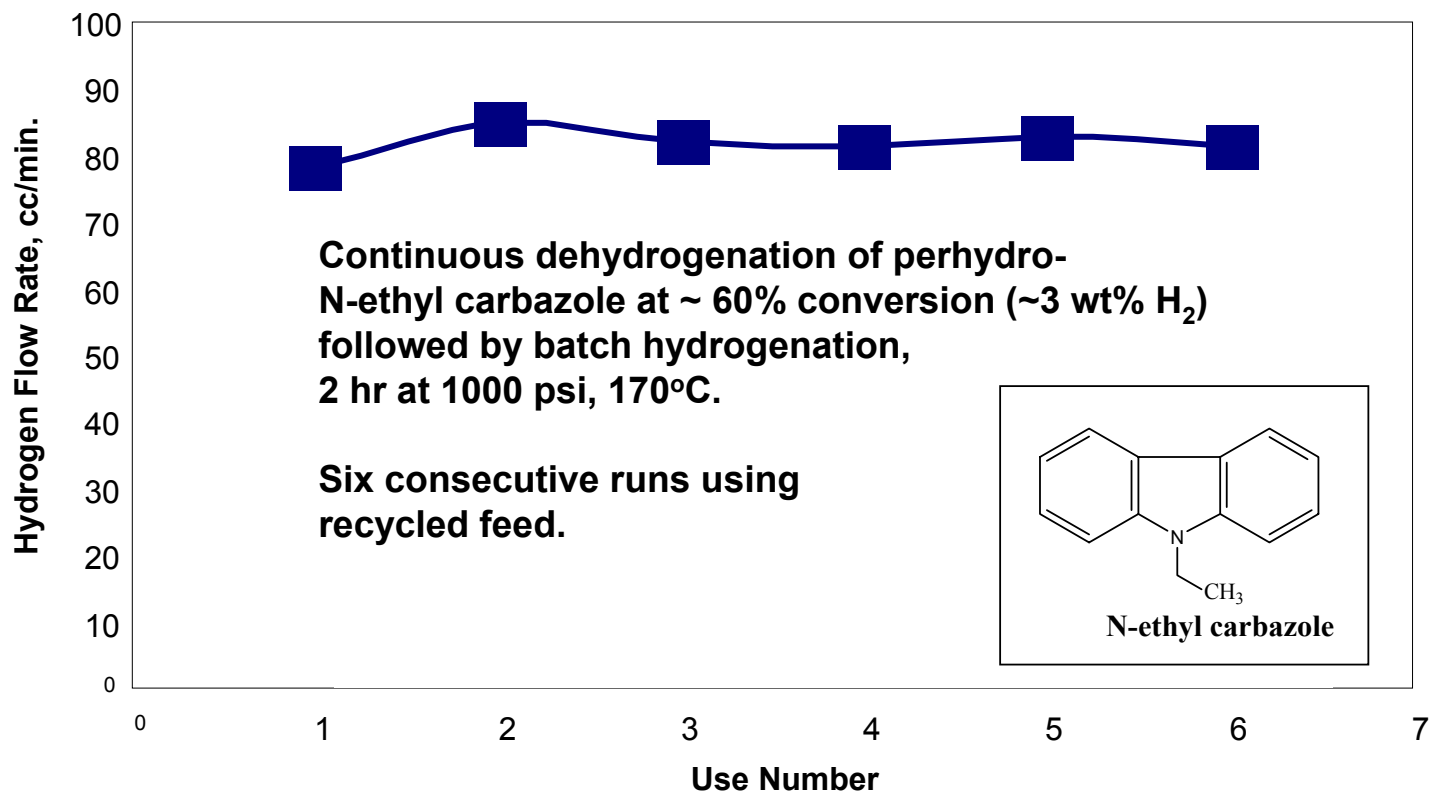 100
90
80
70
60
50
40
30
20
10
0
Hydrogen Flow Rate, cc/min.
Continuous dehydrogenation of perhydro-
N-ethyl carbazole at ~ 60% conversion (~3 wt% H₂)
followed by batch hydrogenation,
2 hr at 1000 psi, 170°C.
Six consecutive runs using
recycled feed.
N
CH₃
N-ethyl carbazole
0 1 2 3 4 5 6 7
Use Number